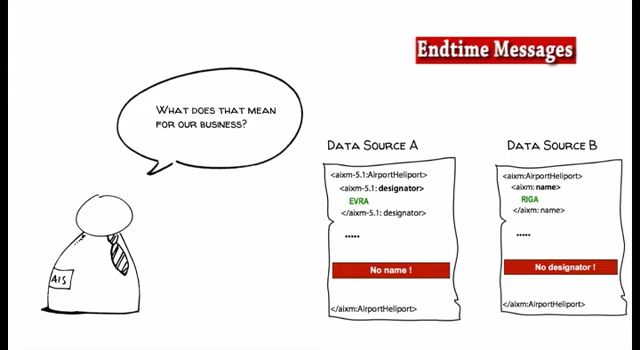 Endtime Messages
What does that mean
for our business?
AIS
Data Source A
<aixm-5.1:AirportHeliport>
<aixm-5.1: designator>
EVRA
</aixm-5.1: designator>
.....
No name !
</aixm:AirportHeliport>
Data Source B
<aixm:AirportHeliport>
<aixm: name>
RIGA
</aixm: name>
.....
No designator !
</aixm:AirportHeliport>